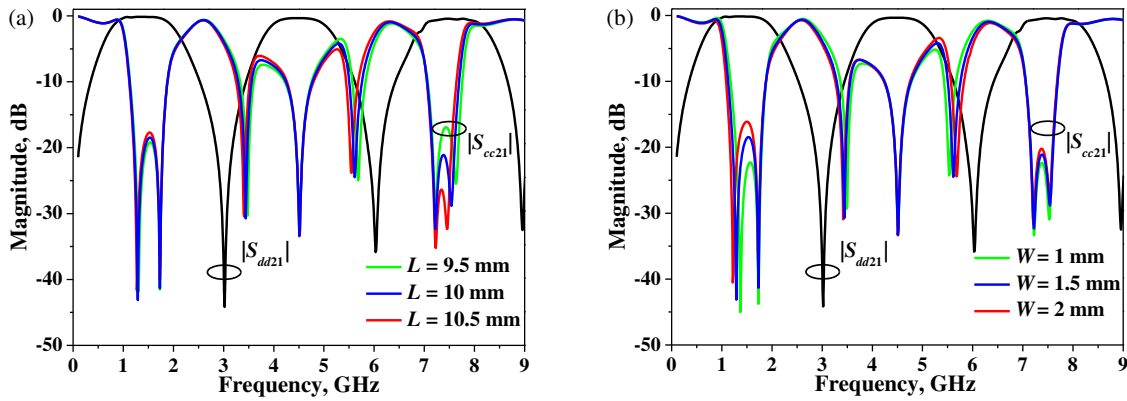 (a)
Magnitude, dB
0
-10
-20
-30
-40
-50
|Scc21|
|Sdd21|
L = 9.5 mm
L = 10 mm
L = 10.5 mm
0 1 2 3 4 5 6 7 8 9
Frequency, GHz
(b)
Magnitude, dB
0
-10
-20
-30
-40
-50
|Scc21|
|Sdd21|
W = 1 mm
W = 1.5 mm
W = 2 mm
0 1 2 3 4 5 6 7 8 9
Frequency, GHz